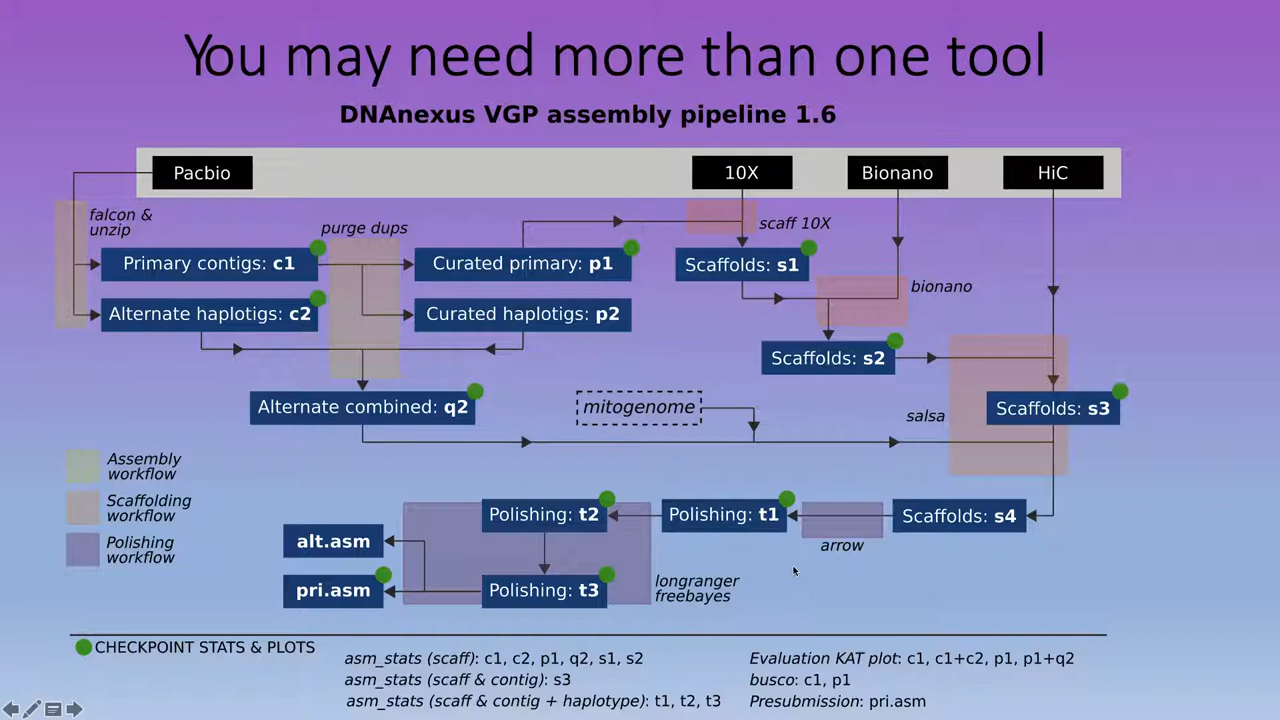 You may need more than one tool
DNAnexus VGP assembly pipeline 1.6
Pacbio
10X
Bionano
HiC
falcon &
unzip
purge dups
scaff 10X
Primary contigs: c1
Curated primary: p1
Scaffolds: s1
bionano
Alternate haplotigs: c2
Curated haplotigs: p2
Scaffolds: s2
Alternate combined: q2
mitogenome
salsa
Scaffolds: s3
Assembly
workflow
Scaffolding
workflow
Polishing
workflow
Polishing: t2
Polishing: t1
Scaffolds: s4
arrow
alt.asm
pri.asm
Polishing: t3
longranger
freebayes
CHECKPOINT STATS & PLOTS
asm_stats (scaff): c1, c2, p1, q2, s1, s2
asm_stats (scaff & contig): s3
asm_stats (scaff & contig + haplotype): t1, t2, t3
Evaluation KAT plot: c1, c1+c2, p1, p1+q2
busco: c1, p1
Presubmission: pri.asm